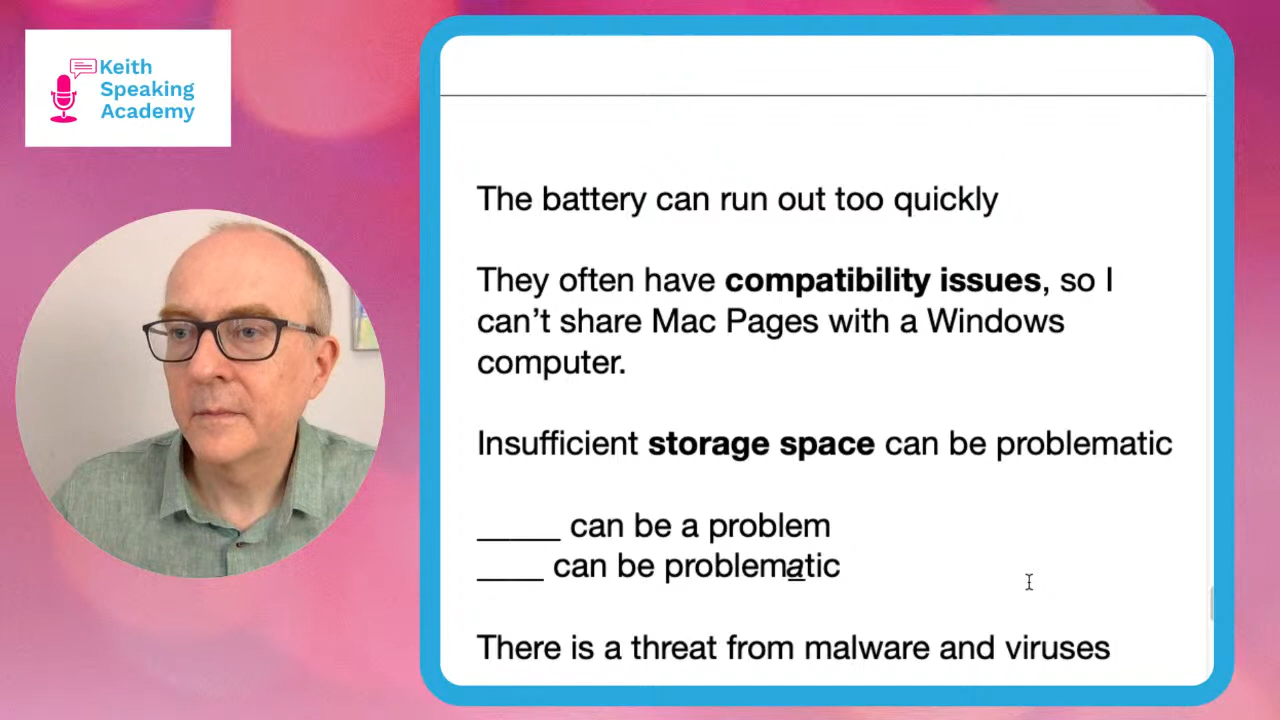 Keith
Speaking
Academy
The battery can run out too quickly
They often have compatibility issues, so I
can’t share Mac Pages with a Windows
computer.
Insufficient storage space can be problematic
_____ can be a problem
____ can be problematic
There is a threat from malware and viruses